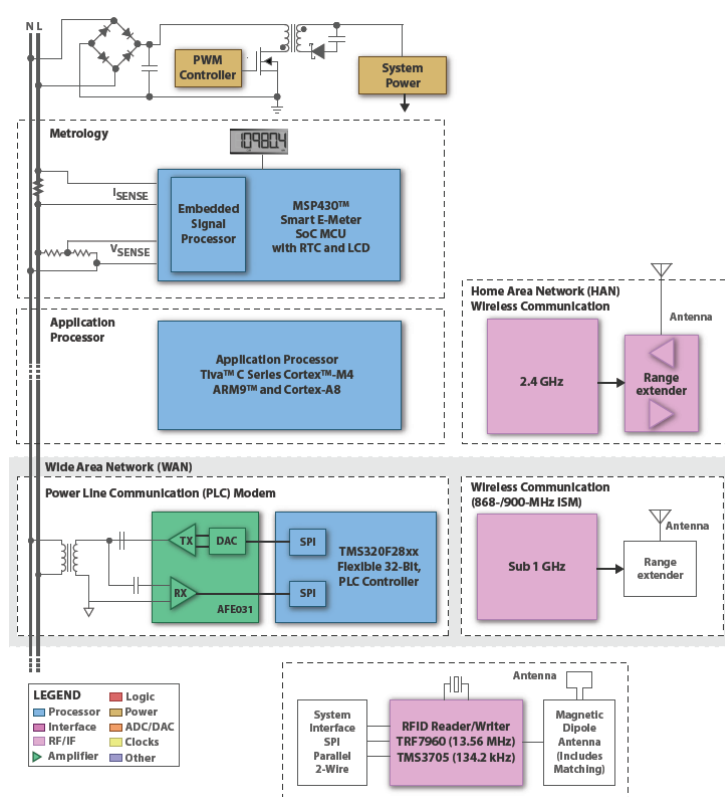 N L
PWM
Controller
System
Power
Metrology
109804
ISENSE
VSENSE
Embedded
Signal
Processor
MSP430™
Smart E-Meter
SoC MCU
with RTC and LCD
Application
Processor
Application Processor
Tiva™ C Series Cortex™-M4
ARM9™ and Cortex-A8
Home Area Network (HAN)
Wireless Communication
Antenna
2.4 GHz
Range
extender
Wide Area Network (WAN)
Power Line Communication (PLC) Modem
TX
DAC
RX
AFE031
SPI
SPI
TMS320F28xx
Flexible 32-Bit,
PLC Controller
Wireless Communication
(868-/900-MHz ISM)
Antenna
Sub 1 GHz
Range
extender
LEGEND
Processor
Interface
RF/IF
Amplifier
Logic
Power
ADC/DAC
Clocks
Other
Antenna
System
Interface
SPI
Parallel
2-Wire
RFID Reader/Writer
TRF7960 (13.56 MHz)
TMS3705 (134.2 kHz)
Magnetic
Dipole
Antenna
(Includes
Matching)